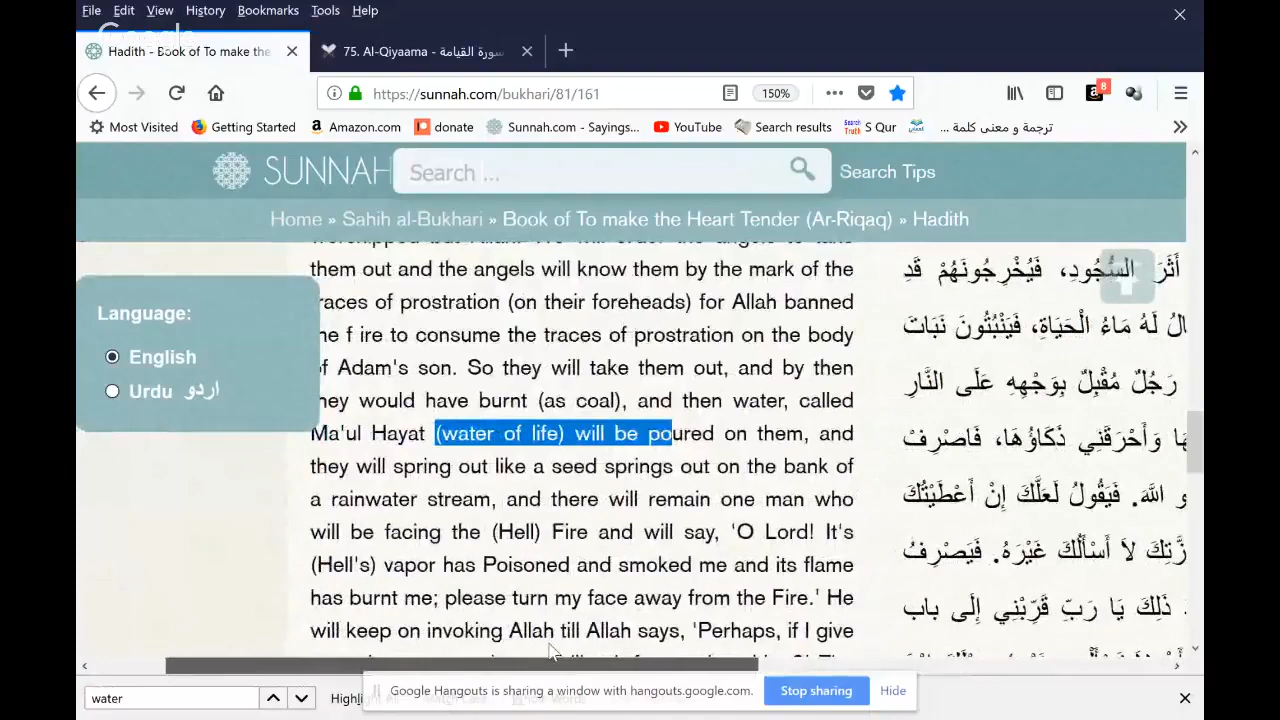 File Edit View History Bookmarks Tools Help
Google
Hadith - Book of To make the
75. Al-Qiyaama - سورة القيامة
https://sunnah.com/bukhari/81/161
150%
8
Most Visited Getting Started Amazon.com donate Sunnah.com - Sayings... YouTube Search results Search Truth S Qur ترجمة و معنى كلمة ...
SUNNAH Search ... Search Tips
Home » Sahih al-Bukhari » Book of To make the Heart Tender (Ar-Riqaq) » Hadith
Language:
English
Urdu اردو
them out and the angels will know them by the mark of the
traces of prostration (on their foreheads) for Allah banned
the f ire to consume the traces of prostration on the body
of Adam's son. So they will take them out, and by then
they would have burnt (as coal), and then water, called
Ma'ul Hayat (water of life) will be poured on them, and
they will spring out like a seed springs out on the bank of
a rainwater stream, and there will remain one man who
will be facing the (Hell) Fire and will say, 'O Lord! It's
(Hell's) vapor has Poisoned and smoked me and its flame
has burnt me; please turn my face away from the Fire.' He
will keep on invoking Allah till Allah says, 'Perhaps, if I give
أَثَرَ السُّجُودِ، فَيُخْرِجُونَهُمْ قَدِ
الُ لَهُ مَاءُ الْحَيَاةِ، فَيَنْبُتُونَ نَبَاتَ
رَجُلٌ مُقْبِلٌ بِوَجْهِهِ عَلَى النَّارِ
هَا وَأَحْرَقَنِي ذَكَاؤُهَا، فَاصْرِفْ
و اللَّهَ. فَيَقُولُ لَعَلَّكَ إِنْ أَعْطَيْتُكَ
زَّتِكَ لاَ أَسْأَلُكَ غَيْرَهُ. فَيَصْرِفُ
ذَلِكَ يَا رَبِّ قَرِّبْنِي إِلَى باب
Google Hangouts is sharing a window with hangouts.google.com. Stop sharing Hide
water